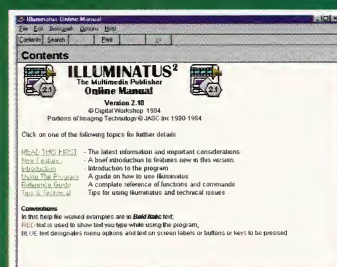 Illuminatus Online Manual
File Edit Bookmark Options Help
Contents Search Print
Contents
ILLUMINATUS²
The Multimedia Publisher
Online Manual
2.1
2.1
Version 2.10
© Digital Workshop 1994
Portions of Imaging Technology © JASC Inc 1990-1994
Click on one of the following topics for further details
READ THIS FIRST - The latest information and important considerations
New Features - A brief introduction to features new in this version
Introduction - Introduction to the program
Using The Program - A guide on how to use Illuminatus
Reference Guide - A complete reference of functions and commands
Tips & Technical - Tips for using Illuminatus and technical issues
Conventions
In this help file worked examples are in Bold Italic text;
RED text is used to show text you type while using the program,
BLUE text designates menu options and text on screen labels or buttons or keys to be pressed